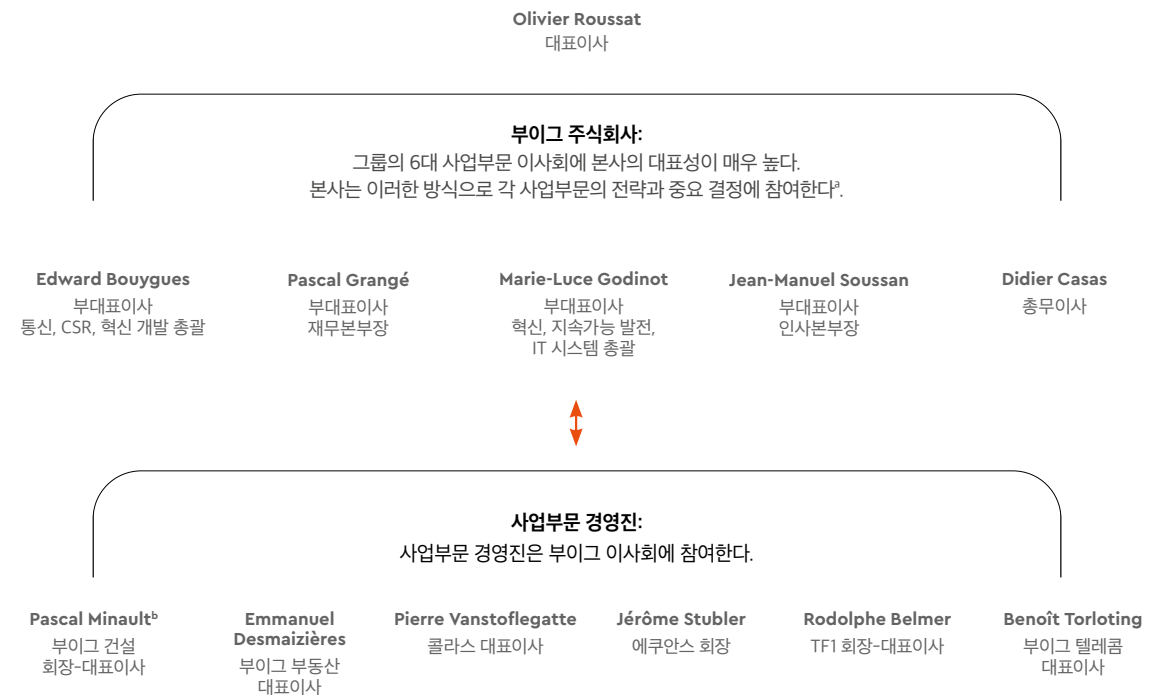 Olivier Roussat
대표이사
부이그 주식회사:
그룹의 6대 사업부문 이사회에 본사의 대표성이 매우 높다.
본사는 이러한 방식으로 각 사업부문의 전략과 중요 결정에 참여한다ᵃ.
Edward Bouygues
부대표이사
통신, CSR, 혁신 개발 총괄
Pascal Grangé
부대표이사
재무본부장
Marie-Luce Godinot
부대표이사
혁신, 지속가능 발전,
IT 시스템 총괄
Jean-Manuel Soussan
부대표이사
인사본부장
Didier Casas
총무이사
사업부문 경영진:
사업부문 경영진은 부이그 이사회에 참여한다.
Pascal Minaultᵇ
부이그 건설
회장-대표이사
Emmanuel
Desmaizières
부이그 부동산
대표이사
Pierre Vanstoflegatte
콜라스 대표이사
Jérôme Stubler
에쿠안스 회장
Rodolphe Belmer
TF1 회장-대표이사
Benoît Torloting
부이그 텔레콤
대표이사